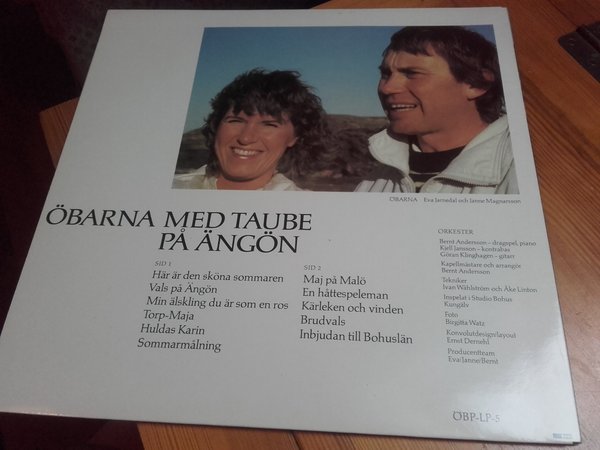 ÖBARNA Eva Jarnedal och Janne Magnusson
ÖBARNA MED TAUBE
PÅ ÄNGÖN
SID 1
Här är den sköna sommaren
Vals på Ängön
Min älskling du är som en ros
Torp-Maja
Huldas Karin
Sommarmålning
SID 2
Maj på Malö
En håttespeleman
Kärleken och vinden
Brudvals
Inbjudan till Bohuslän
ORKESTER
Bernt Andersson – dragspel, piano
Kjell Jansson – kontrabas
Göran Klinghagen – gitarr
Kapellmästare och arrangör
Bernt Andersson
Tekniker
Ivan Wåhlström och Åke Linton
Inspelat i Studio Bohus
Kungälv
Foto
Birgitta Watz
Konvolutdesign/layout
Ernst Dernehl
Producentteam
Eva/Janne/Bernt
ÖBP-LP-5